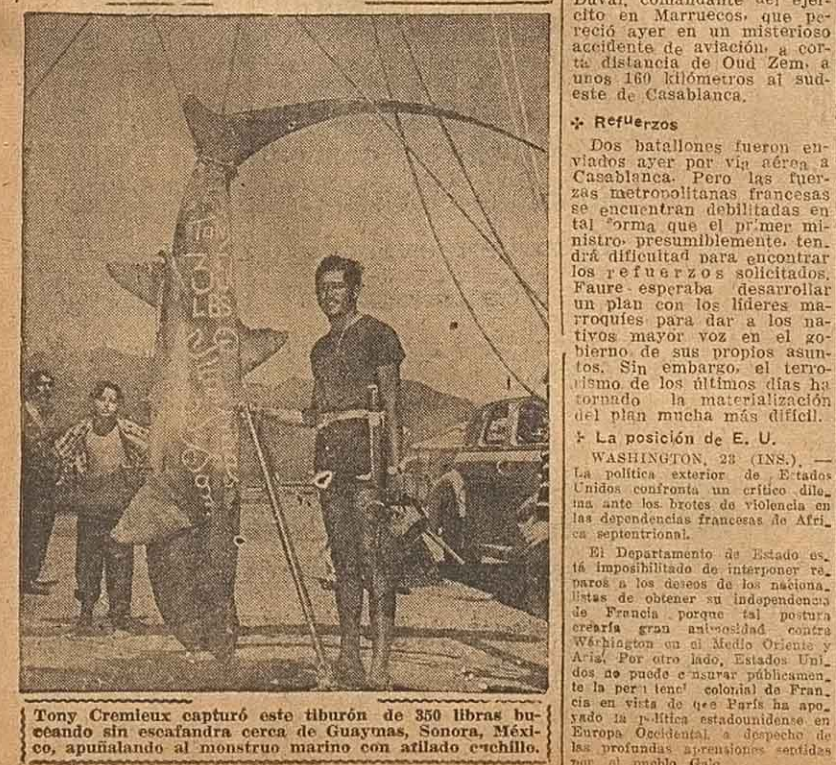 Tony Cremieux capturó este tiburón de 350 libras bu-
ceando sin escafandra cerca de Guaymas, Sonora, Méxi-
co, apuñalando al monstruo marino con afilado cuchillo.
Duval, comandante del ejér-
cito en Marruecos, que pe-
reció ayer en un misterioso
accidente de aviación, a cor-
ta distancia de Oud Zem, a
unos 160 kilómetros al sud-
este de Casablanca.
✣ Refuerzos
Dos batallones fueron en-
viados ayer por vía aérea a
Casablanca. Pero las fuer-
zas metropolitanas francesas
se encuentran debilitadas en
tal forma que el primer mi-
nistro, presumiblemente, ten-
drá dificultad para encontrar
los refuerzos solicitados.
Faure esperaba desarrollar
un plan con los líderes ma-
rroquíes para dar a los na-
tivos mayor voz en el go-
bierno de sus propios asun-
tos. Sin embargo, el terro-
rismo de los últimos días ha
tornado la materialización
del plan mucha más difícil.
✣ La posición de E. U.
WASHINGTON, 23 (INS.), —
La política exterior de Estados
Unidos confronta un crítico dile-
ma ante los brotes de violencia en
las dependencias francesas de Afri-
ca septentrional.
El Departamento de Estado es-
tá imposibilitado de interponer re-
paros a los deseos de los naciona-
listas de obtener su independencia
de Francia porque tal postura
crearía gran animosidad contra
Wáshington en el Medio Oriente y
Asia. Por otro lado, Estados Uni-
dos no puede censurar públicamen-
te la colonial de Fran-
cia en vista de que París ha apo-
yado la política estadounidense en
Europa Occidental, a despecho de
las profundas aprensiones sentidas
por el pueblo Galo.